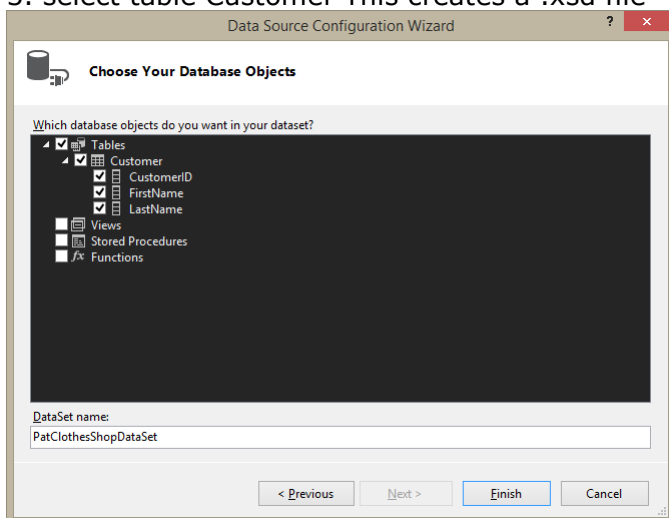 5. select table Customer This creates a .xsd file
Data Source Configuration Wizard ? ×
Choose Your Database Objects
Which database objects do you want in your dataset?
Tables
Customer
CustomerID
FirstName
LastName
Views
Stored Procedures
fx Functions
DataSet name:
PatClothesShopDataSet
< Previous Next > Finish Cancel